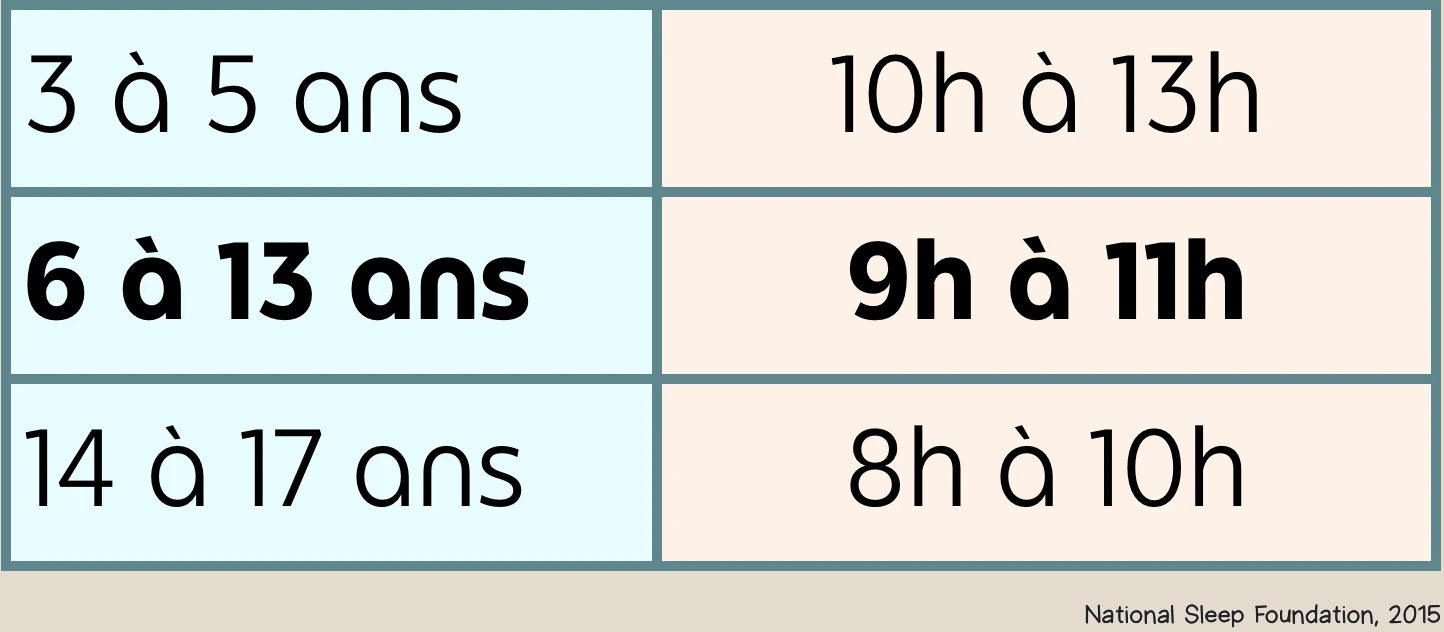 3 à 5 ans 10h à 13h
6 à 13 ans 9h à 11h
14 à 17 ans 8h à 10h
National Sleep Foundation, 2015